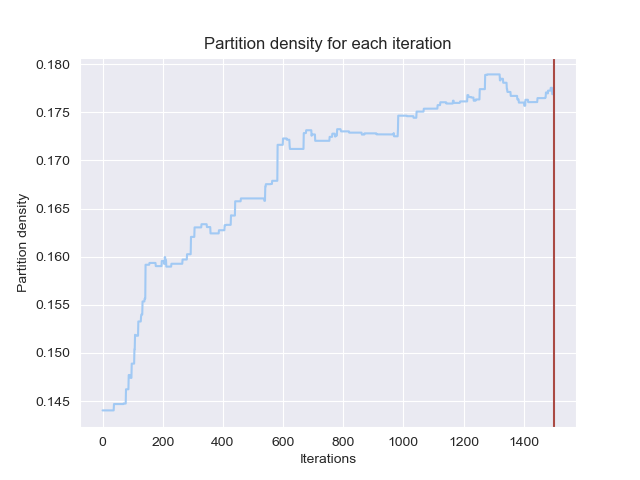 Partition density for each iteration
0.180
0.175
0.170
0.165
0.160
0.155
0.150
0.145
Partition density
0 200 400 600 800 1000 1200 1400
Iterations